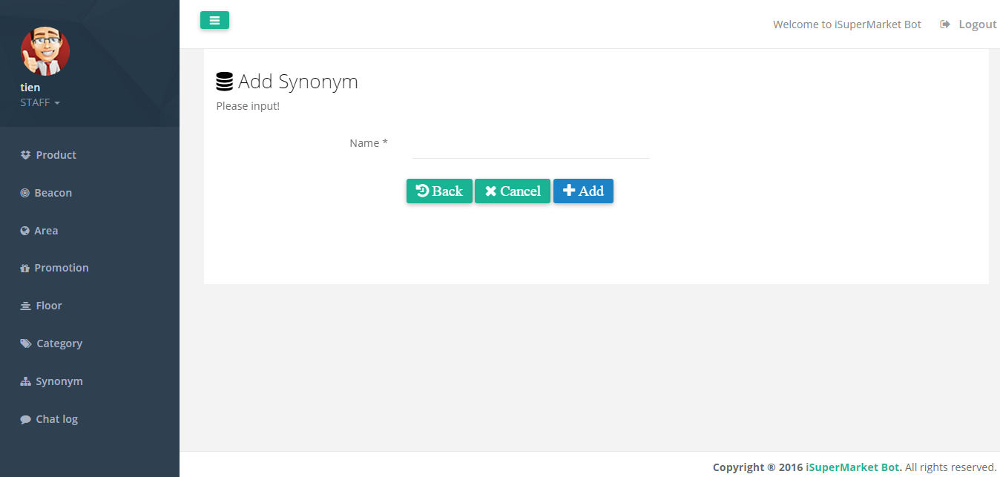 Welcome to iSuperMarket Bot
Logout
tien
STAFF
Product
Beacon
Area
Promotion
Floor
Category
Synonym
Chat log
Add Synonym
Please input!
Name *
Back
Cancel
Add
Copyright ® 2016 iSuperMarket Bot. All rights reserved.